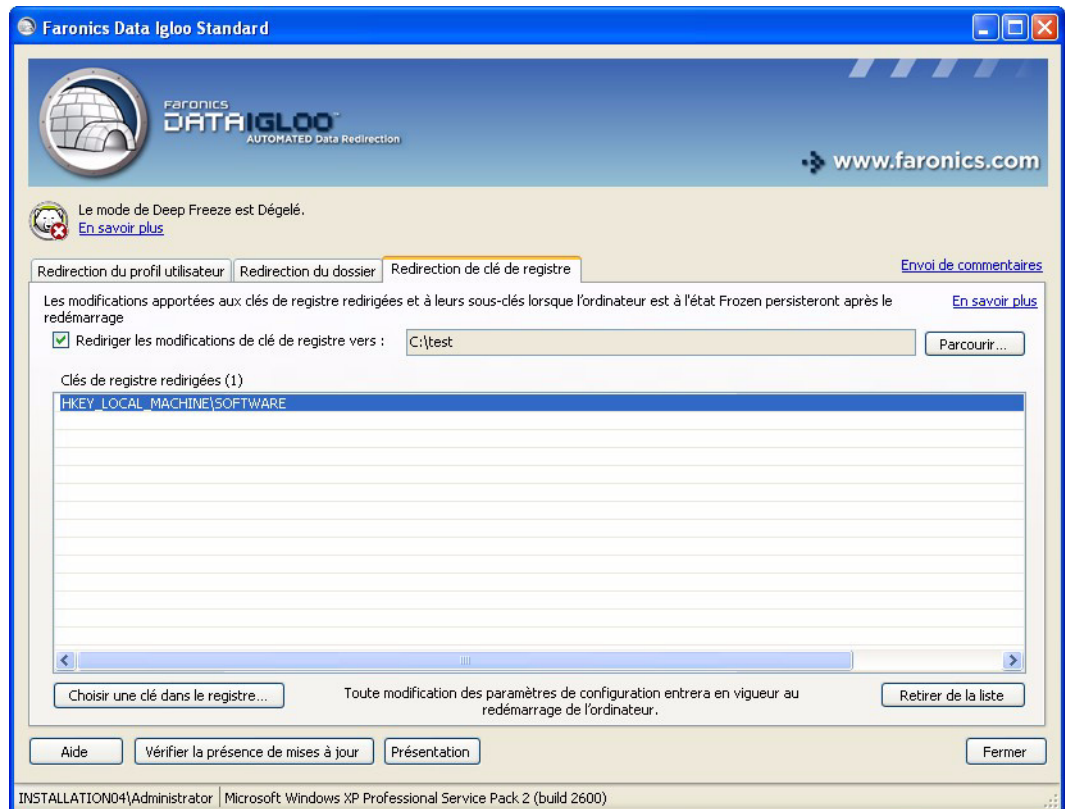 Faronics Data Igloo Standard
FARONICS
DATAIGLOO™
AUTOMATED Data Redirection
www.faronics.com
Le mode de Deep Freeze est Dégelé.
En savoir plus
Redirection du profil utilisateur Redirection du dossier Redirection de clé de registre Envoi de commentaires
Les modifications apportées aux clés de registre redirigées et à leurs sous-clés lorsque l'ordinateur est à l'état Frozen persisteront après le En savoir plus
redémarrage
Rediriger les modifications de clé de registre vers : C:\test Parcourir...
Clés de registre redirigées (1)
HKEY_LOCAL_MACHINE\SOFTWARE
Choisir une clé dans le registre... Toute modification des paramètres de configuration entrera en vigueur au Retirer de la liste
redémarrage de l'ordinateur.
Aide Vérifier la présence de mises à jour Présentation Fermer
INSTALLATION04\Administrator Microsoft Windows XP Professional Service Pack 2 (build 2600)